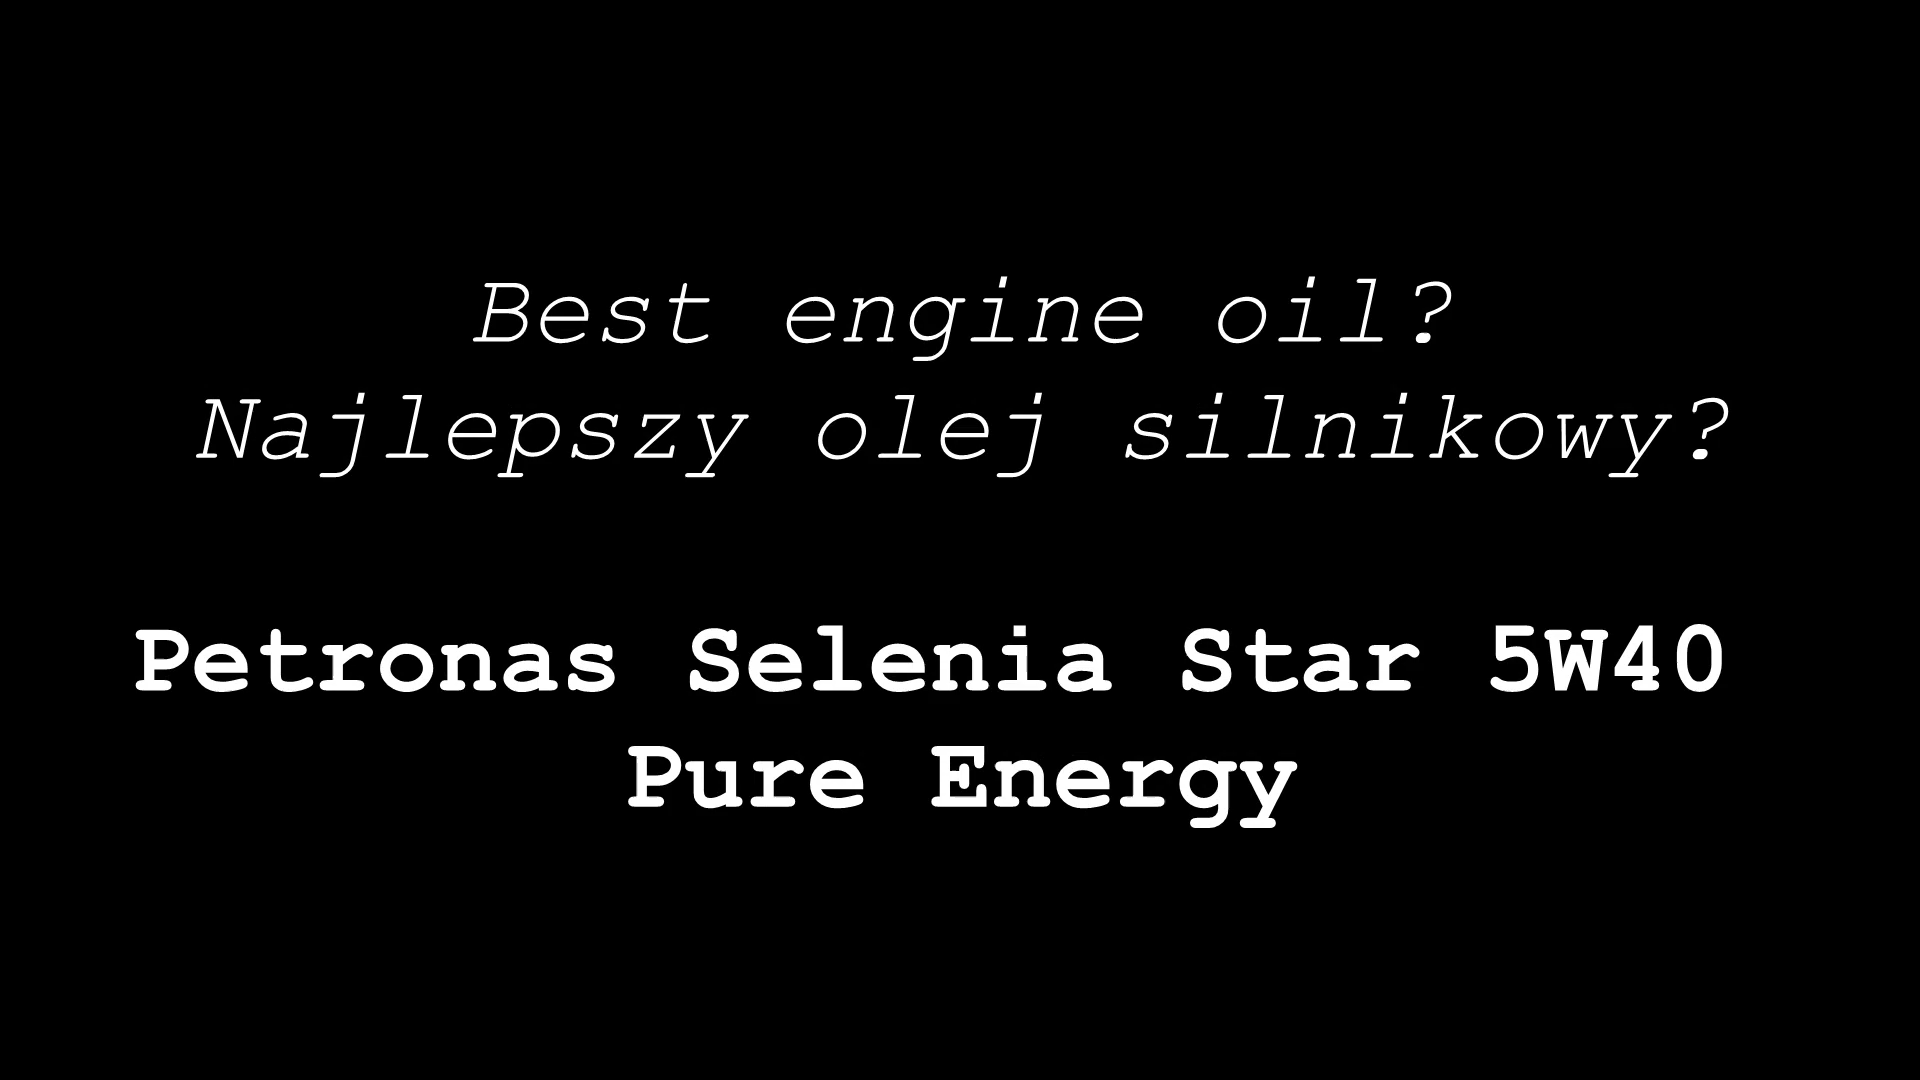 Best engine oil?
Najlepszy olej silnikowy?
Petronas Selenia Star 5W40
Pure Energy